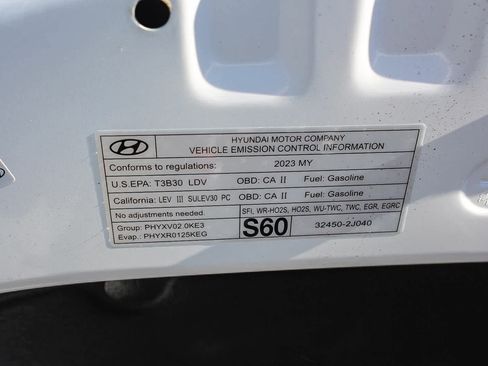 HYUNDAI MOTOR COMPANY
VEHICLE EMISSION CONTROL INFORMATION
Conforms to regulations: 2023 MY
U.S.EPA: T3B30 LDV OBD: CA II Fuel: Gasoline
California: LEV III SULEV30 PC OBD: CA II Fuel: Gasoline
No adjustments needed. SFI, WR-HO2S, HO2S, WU-TWC, TWC, EGR, EGRC
Group: PHYXV02.0KE3 S60 32450-2J040
Evap.: PHYXR0125KEG